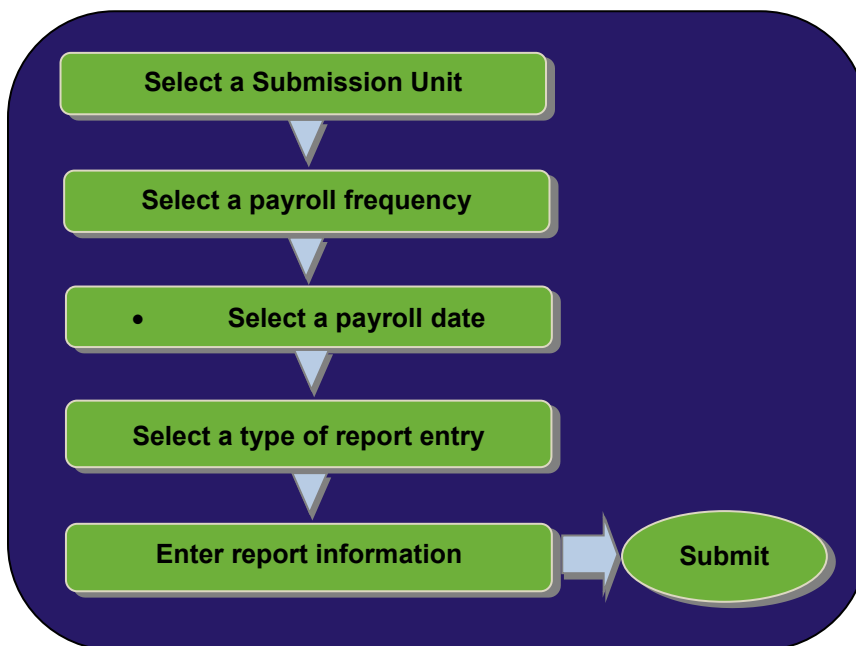 Select a Submission Unit
Select a payroll frequency
• Select a payroll date
Select a type of report entry
Enter report information
Submit